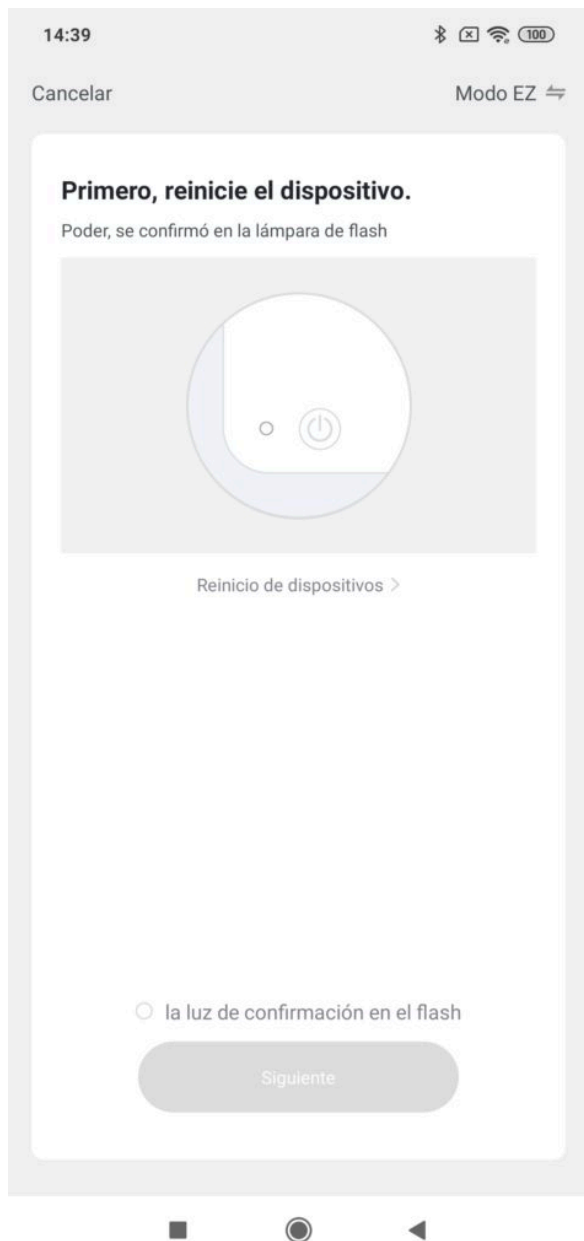 14:39
100
Cancelar
Modo EZ
Primero, reinicie el dispositivo.
Poder, se confirmó en la lámpara de flash
Reinicio de dispositivos >
la luz de confirmación en el flash
Siguiente